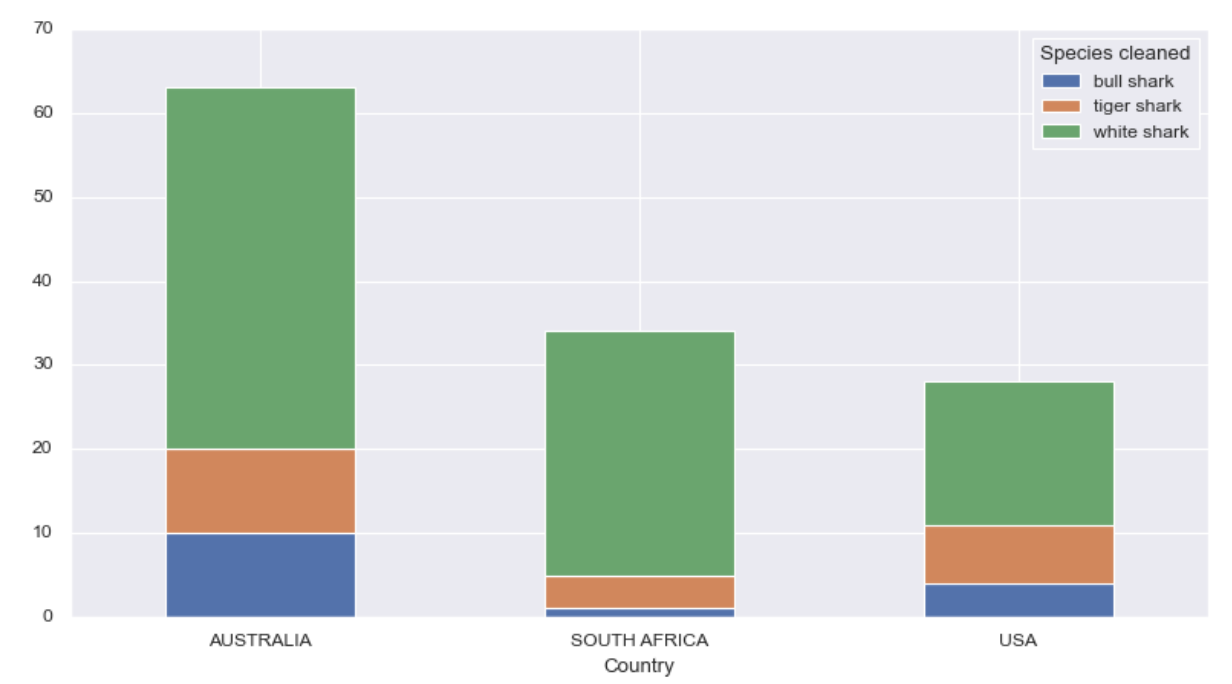 70
60
50
40
30
20
10
0
Species cleaned
bull shark
tiger shark
white shark
AUSTRALIA
SOUTH AFRICA
USA
Country